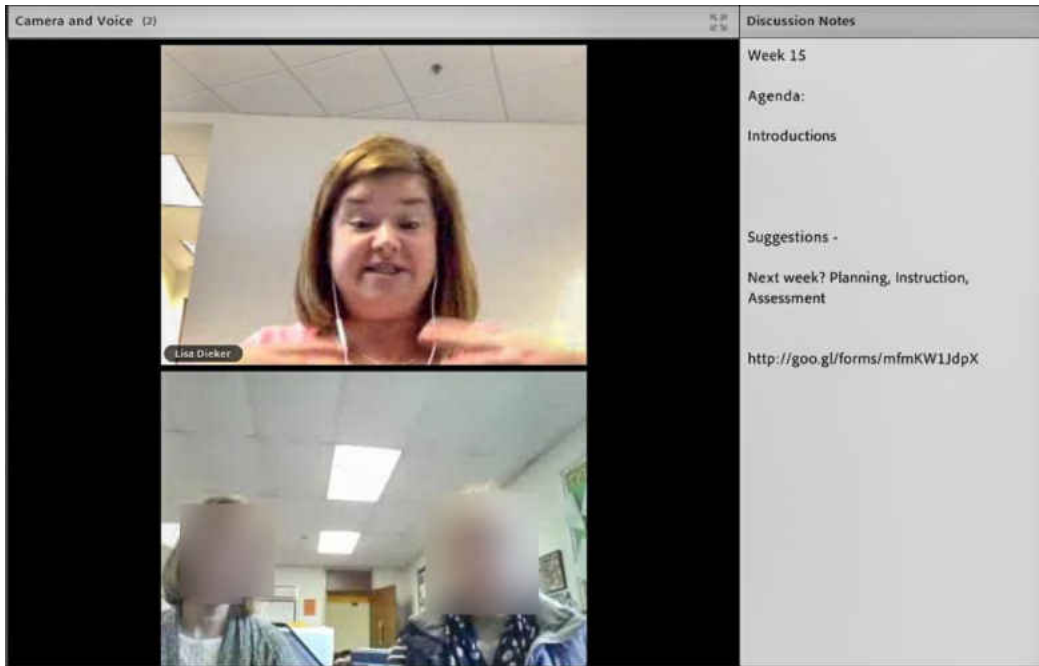 Camera and Voice (2)
Lisa Dieker
Discussion Notes
Week 15
Agenda:
Introductions
Suggestions -
Next week? Planning, Instruction,
Assessment
http://goo.gl/forms/mfmKW1JdpX